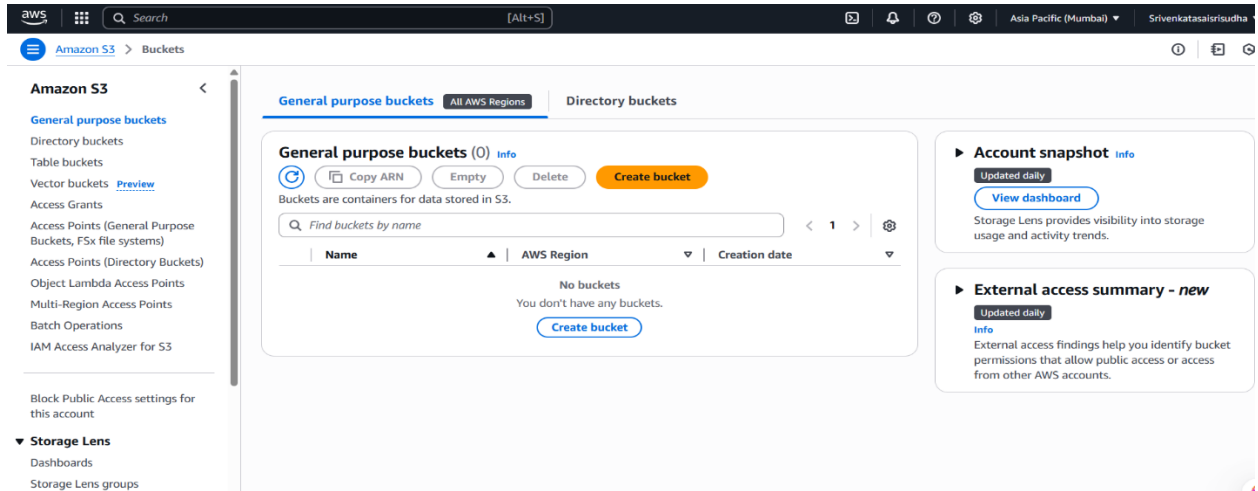 aws
Search
[Alt+S]
Asia Pacific (Mumbai) ▼
Srivenkatasaisrisudha
Amazon S3 > Buckets
Amazon S3
General purpose buckets
Directory buckets
Table buckets
Vector buckets Preview
Access Grants
Access Points (General Purpose
Buckets, FSx file systems)
Access Points (Directory Buckets)
Object Lambda Access Points
Multi-Region Access Points
Batch Operations
IAM Access Analyzer for S3
Block Public Access settings for
this account
Storage Lens
Dashboards
Storage Lens groups
General purpose buckets All AWS Regions
Directory buckets
General purpose buckets (0) Info
Copy ARN
Empty
Delete
Create bucket
Buckets are containers for data stored in S3.
Find buckets by name
< 1 >
Name
AWS Region
Creation date
No buckets
You don't have any buckets.
Create bucket
Account snapshot Info
Updated daily
View dashboard
Storage Lens provides visibility into storage
usage and activity trends.
External access summary - new
Updated daily
Info
External access findings help you identify bucket
permissions that allow public access or access
from other AWS accounts.